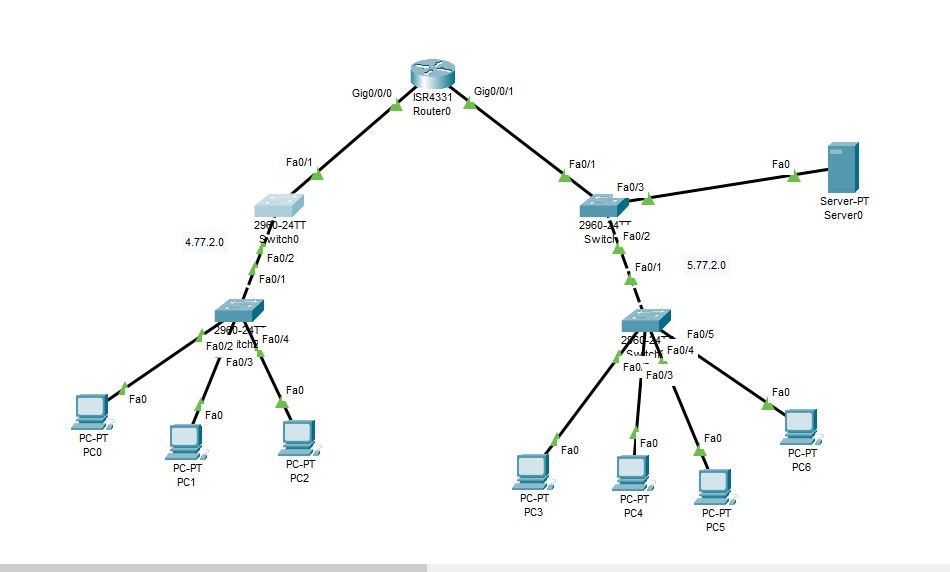 Gig0/0/0
Gig0/0/1
ISR4331
Router0
Fa0/1
Fa0/1
Fa0
Fa0/3
Server-PT
Server0
2960-24TT
Switch0
2960-24TT
Switch
4.77.2.0
Fa0/2
Fa0/2
5.77.2.0
Fa0/1
Fa0/1
Fa0/2
Fa0/3
Fa0/4
Fa0/5
Fa0/4
Fa0/3
Fa0
Fa0
Fa0
Fa0
Fa0
Fa0
Fa0
PC-PT
PC0
PC-PT
PC1
PC-PT
PC2
PC-PT
PC3
PC-PT
PC4
PC-PT
PC5
PC-PT
PC6